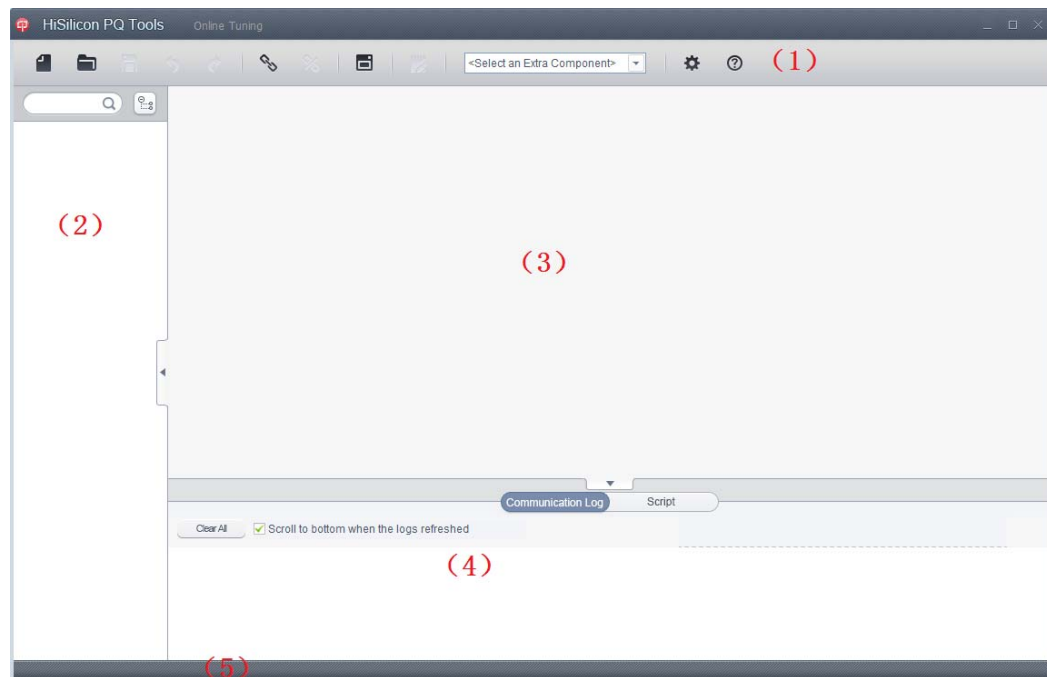 HiSilicon PQ Tools Online Tuning
<Select an Extra Component> （1）
（2）
（3）
Communication Log Script
Clear All Scroll to bottom when the logs refreshed
（4）
（5）